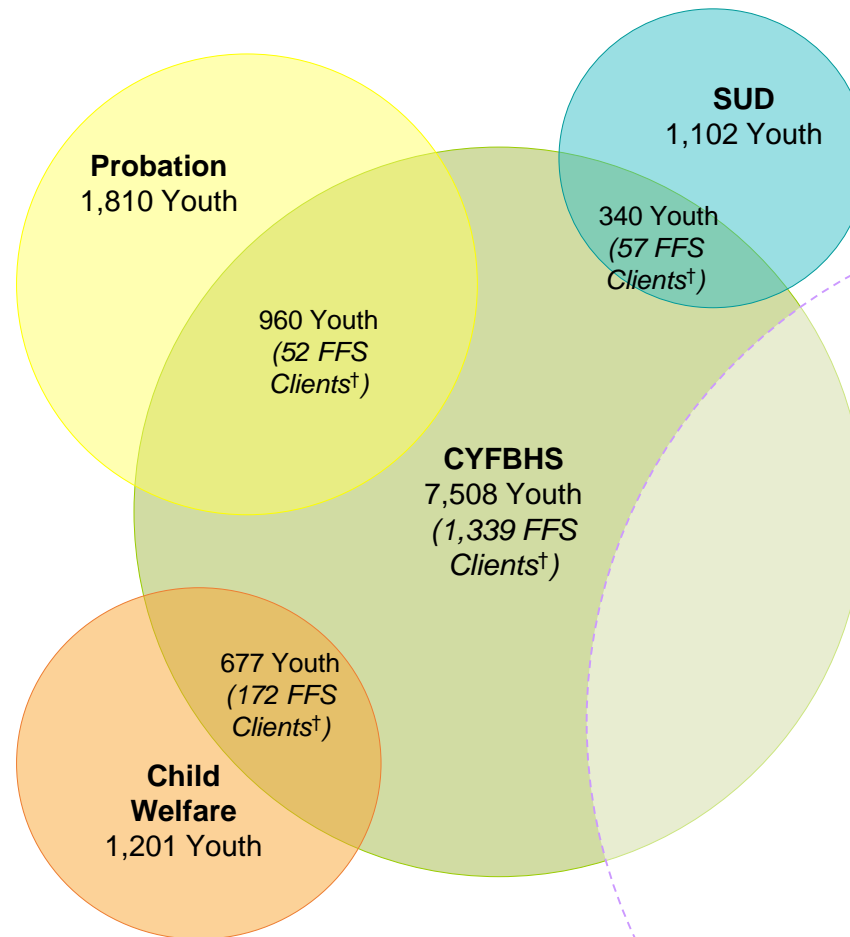 SUD
1,102 Youth
Probation
1,810 Youth
340 Youth
(57 FFS
Clients†)
960 Youth
(52 FFS
Clients†)
CYFBHS
7,508 Youth
(1,339 FFS
Clients†)
677 Youth
(172 FFS
Clients†)
Child
Welfare
1,201 Youth